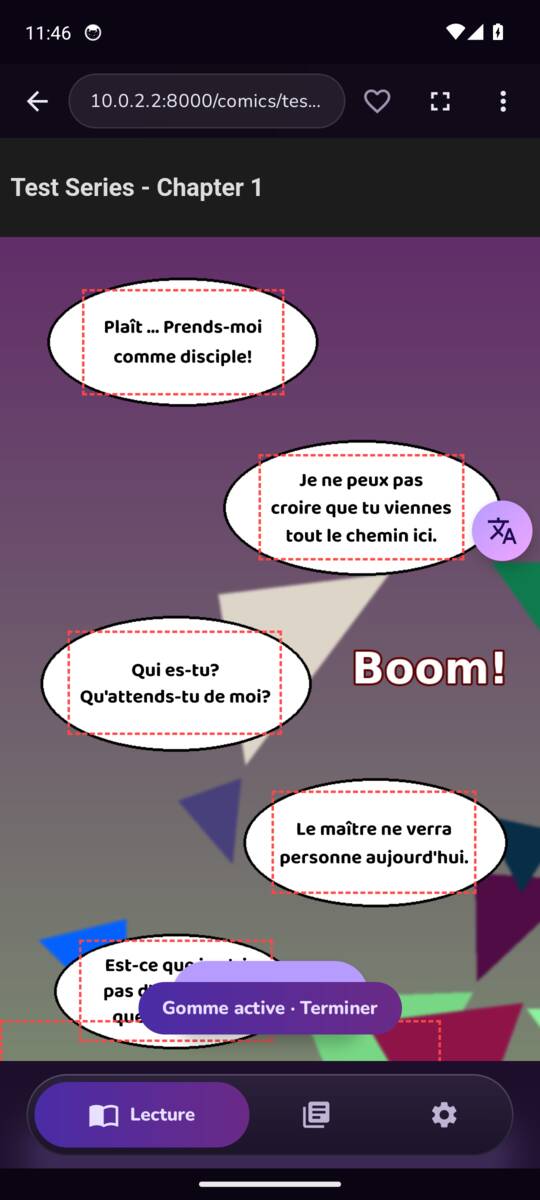 11:46
10.0.2.2:8000/comics/tes...
Test Series - Chapter 1
Plaît ... Prends-moi
comme disciple!
Je ne peux pas
croire que tu viennes
tout le chemin ici.
Boom!
Qui es-tu?
Qu'attends-tu de moi?
Le maître ne verra
personne aujourd'hui.
Est-ce que
pas
Gomme active · Terminer
Lecture